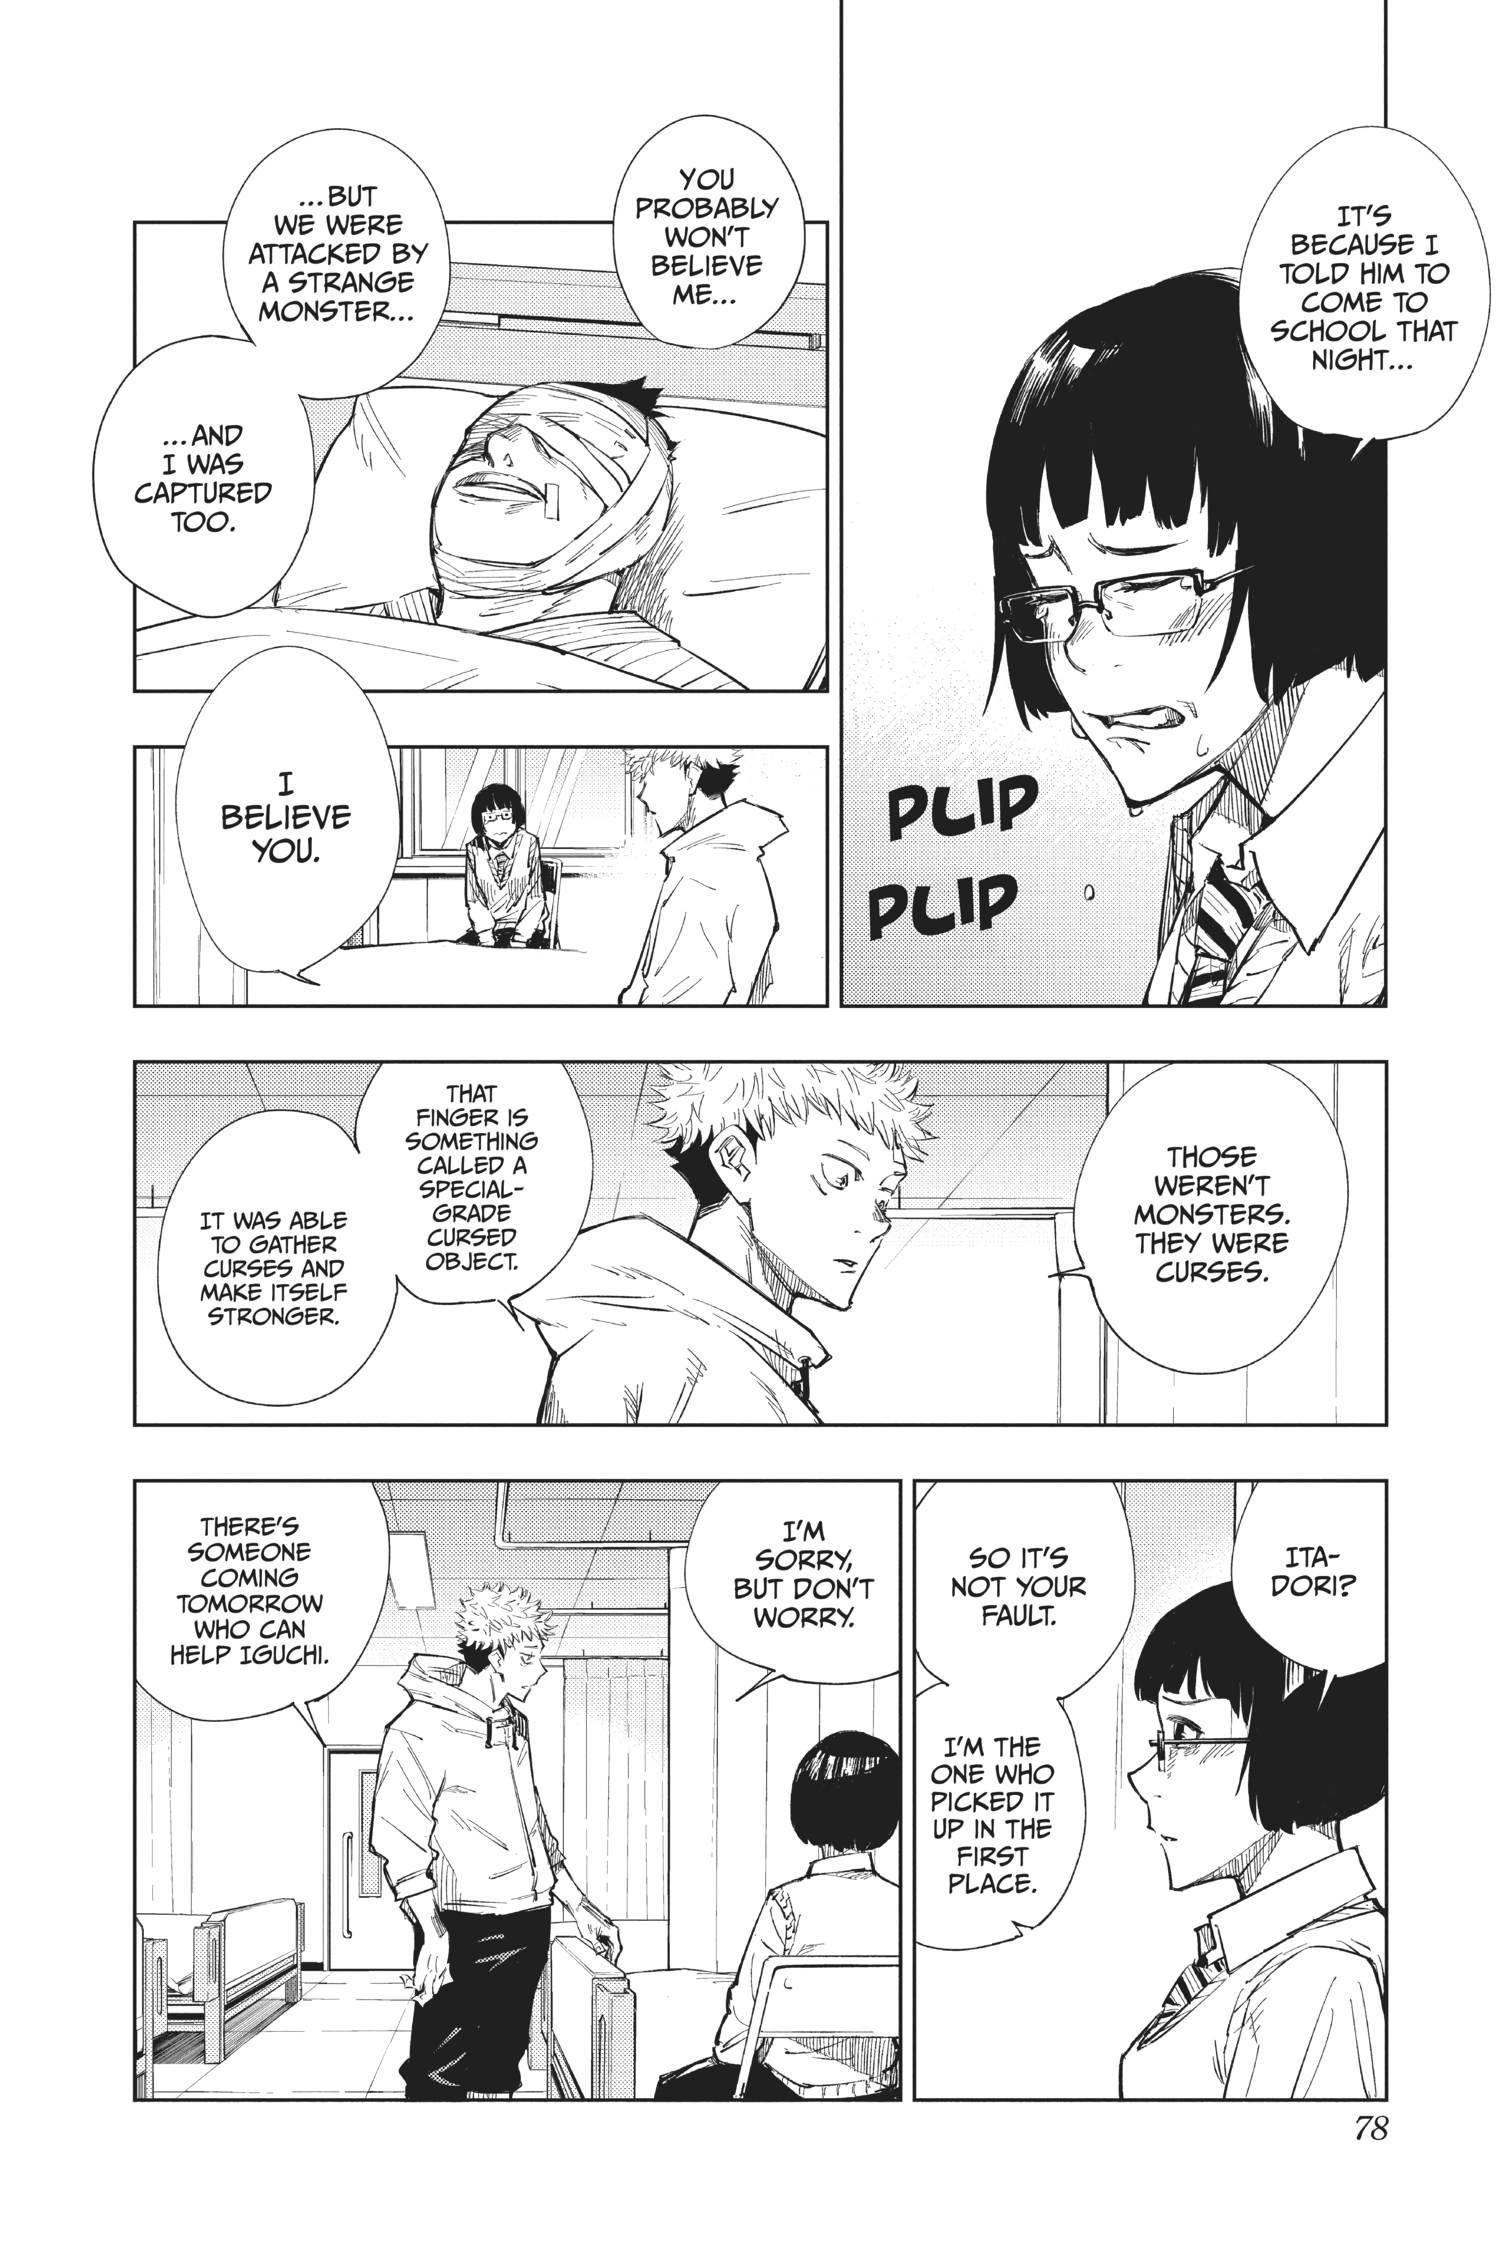 IT'S
BECAUSE I
TOLD HIM TO
COME TO
SCHOOL THAT
NIGHT...
PLIP
PLIP
YOU
PROBABLY
WON'T
BELIEVE
ME...
...BUT
WE WERE
ATTACKED BY
A STRANGE
MONSTER...
...AND
I WAS
CAPTURED
TOO.
I
BELIEVE
YOU.
THOSE
WEREN'T
MONSTERS.
THEY WERE
CURSES.
THAT
FINGER IS
SOMETHING
CALLED A
SPECIAL-
GRADE
CURSED
OBJECT.
IT WAS ABLE
TO GATHER
CURSES AND
MAKE ITSELF
STRONGER.
ITA-
DORI?
SO IT'S
NOT YOUR
FAULT.
I'M THE
ONE WHO
PICKED IT
UP IN THE
FIRST
PLACE.
I'M
SORRY,
BUT DON'T
WORRY.
THERE'S
SOMEONE
COMING
TOMORROW
WHO CAN
HELP IGUCHI.
78